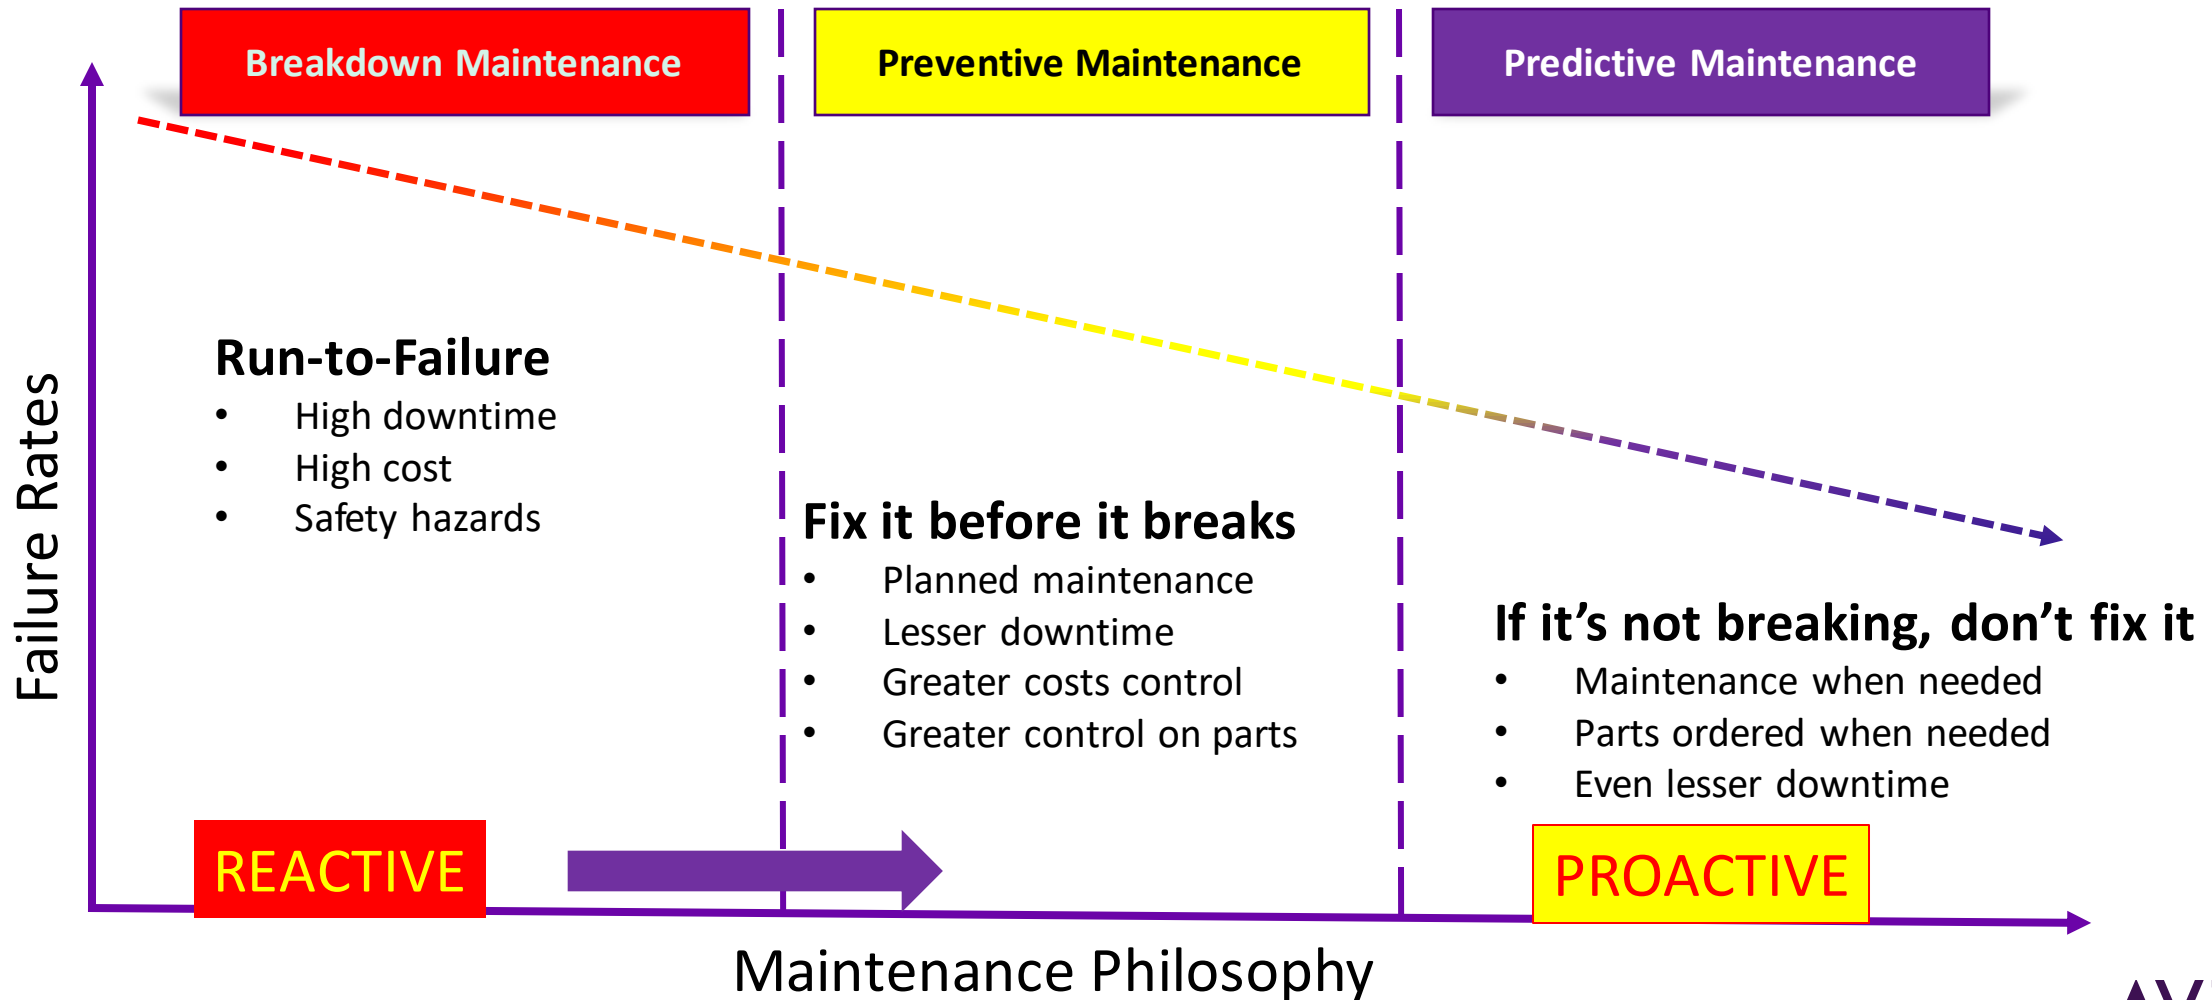 Breakdown Maintenance
Preventive Maintenance
Predictive Maintenance
Failure Rates
Run-to-Failure
• High downtime
• High cost
• Safety hazards
Fix it before it breaks
• Planned maintenance
• Lesser downtime
• Greater costs control
• Greater control on parts
If it’s not breaking, don’t fix it
• Maintenance when needed
• Parts ordered when needed
• Even lesser downtime
REACTIVE
PROACTIVE
Maintenance Philosophy